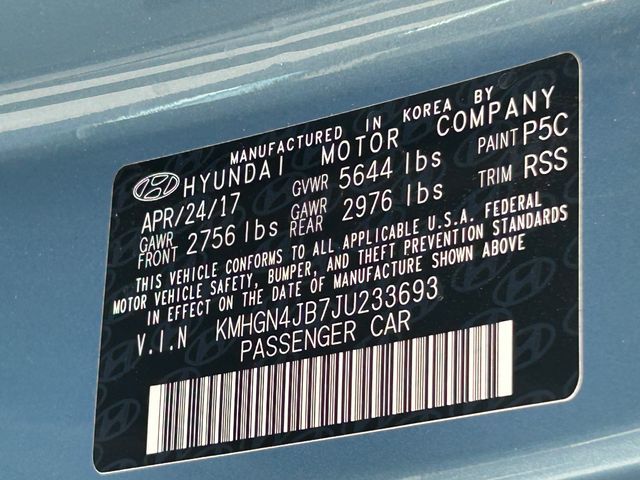 MANUFACTURED IN KOREA BY
HYUNDAI MOTOR COMPANY
APR/24/17 GVWR 5644 lbs PAINT P5C
GAWR FRONT 2756 lbs GAWR REAR 2976 lbs TRIM RSS
THIS VEHICLE CONFORMS TO ALL APPLICABLE U.S.A. FEDERAL
MOTOR VEHICLE SAFETY, BUMPER, AND THEFT PREVENTION STANDARDS
IN EFFECT ON THE DATE OF MANUFACTURE SHOWN ABOVE
V.I.N KMHGN4JB7JU233693
PASSENGER CAR